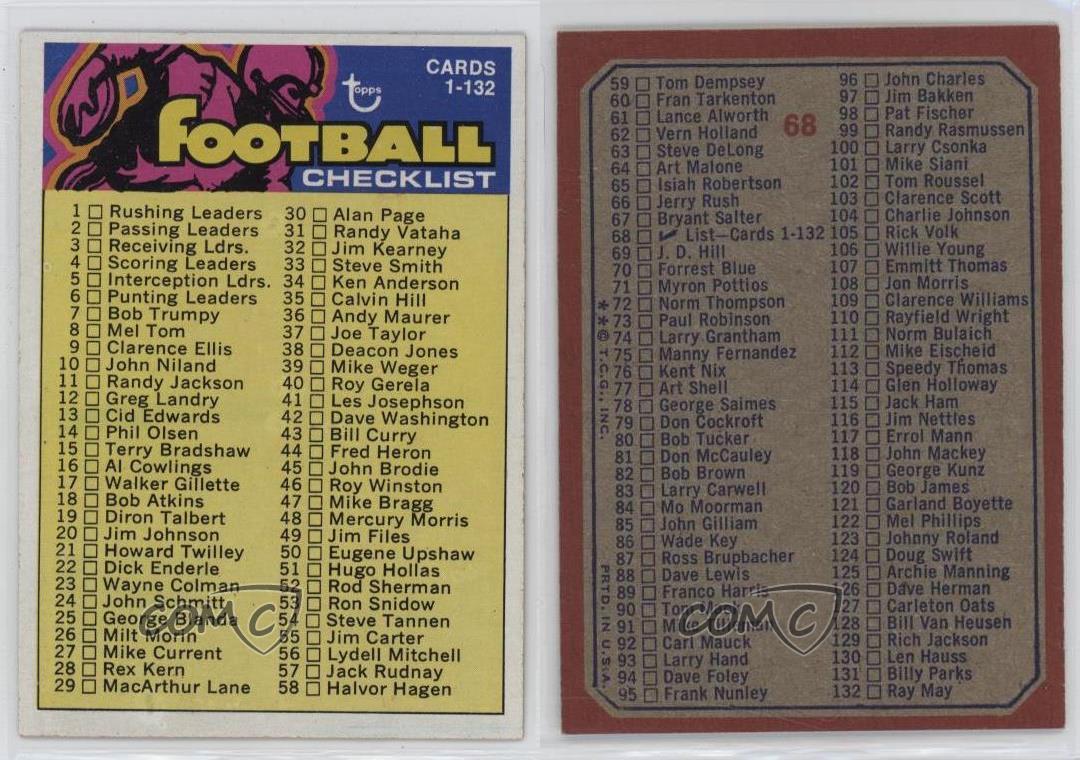 CARDS
1-132
topps
FOOTBALL
CHECKLIST
1 Rushing Leaders
2 Passing Leaders
3 Receiving Ldrs.
4 Scoring Leaders
5 Interception Ldrs.
6 Punting Leaders
7 Bob Trumpy
8 Mel Tom
9 Clarence Ellis
10 John Niland
11 Randy Jackson
12 Greg Landry
13 Cid Edwards
14 Phil Olsen
15 Terry Bradshaw
16 Al Cowlings
17 Walker Gillette
18 Bob Atkins
19 Diron Talbert
20 Jim Johnson
21 Howard Twilley
22 Dick Enderle
23 Wayne Colman
24 John Schmitt
25 George Blanda
26 Milt Morin
27 Mike Current
28 Rex Kern
29 MacArthur Lane
30 Alan Page
31 Randy Vataha
32 Jim Kearney
33 Steve Smith
34 Ken Anderson
35 Calvin Hill
36 Andy Maurer
37 Joe Taylor
38 Deacon Jones
39 Mike Weger
40 Roy Gerela
41 Les Josephson
42 Dave Washington
43 Bill Curry
44 Fred Heron
45 John Brodie
46 Roy Winston
47 Mike Bragg
48 Mercury Morris
49 Jim Files
50 Eugene Upshaw
51 Hugo Hollas
52 Rod Sherman
53 Ron Snidow
54 Steve Tannen
55 Jim Carter
56 Lydell Mitchell
57 Jack Rudnay
58 Halvor Hagen
COMC
68
59 Tom Dempsey
60 Fran Tarkenton
61 Lance Alworth
62 Vern Holland
63 Steve DeLong
64 Art Malone
65 Isiah Robertson
66 Jerry Rush
67 Bryant Salter
68 ✓ List—Cards 1-132
69 J. D. Hill
70 Forrest Blue
71 Myron Pottios
72 Norm Thompson
73 Paul Robinson
74 Larry Grantham
75 Manny Fernandez
76 Kent Nix
77 Art Shell
78 George Saimes
79 Don Cockroft
80 Bob Tucker
81 Don McCauley
82 Bob Brown
83 Larry Carwell
84 Mo Moorman
85 John Gilliam
86 Wade Key
87 Ross Brupbacher
88 Dave Lewis
89 Franco Harris
90 Tom
91
92 Carl Mauck
93 Larry Hand
94 Dave Foley
95 Frank Nunley
96 John Charles
97 Jim Bakken
98 Pat Fischer
99 Randy Rasmussen
100 Larry Csonka
101 Mike Siani
102 Tom Roussel
103 Clarence Scott
104 Charlie Johnson
105 Rick Volk
106 Willie Young
107 Emmitt Thomas
108 Jon Morris
109 Clarence Williams
110 Rayfield Wright
111 Norm Bulaich
112 Mike Eischeid
113 Speedy Thomas
114 Glen Holloway
115 Jack Ham
116 Jim Nettles
117 Errol Mann
118 John Mackey
119 George Kunz
120 Bob James
121 Garland Boyette
122 Mel Phillips
123 Johnny Roland
124 Doug Swift
125 Archie Manning
126 Dave Herman
127 Carleton Oats
128 Bill Van Heusen
129 Rich Jackson
130 Len Hauss
131 Billy Parks
132 Ray May
** © T.C.G., INC.
PRTD. IN U.S.A.
COMC